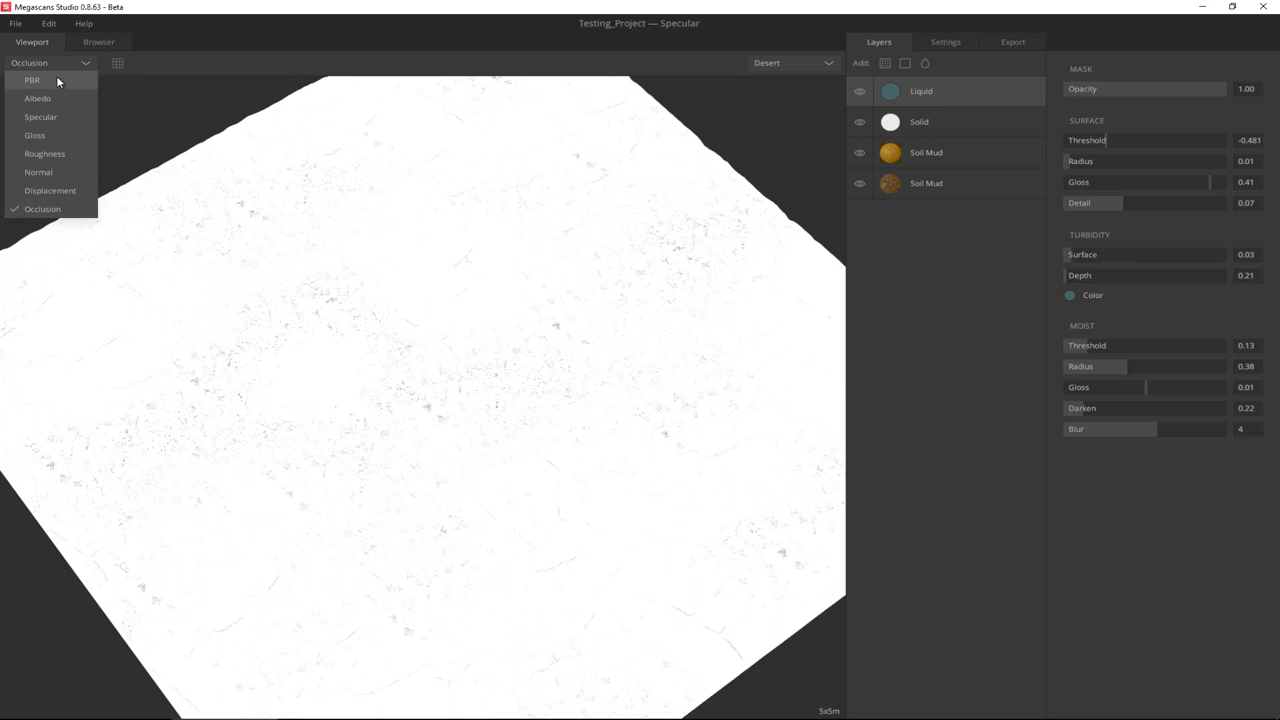 Megascans Studio 0.8.63 - Beta
File Edit Help
Testing_Project — Specular
Viewport Browser
Layers Settings Export
Occlusion
Desert
Add:
PBR
Albedo
Specular
Gloss
Roughness
Normal
Displacement
Occlusion
5x5m
Liquid
Solid
Soil Mud
Soil Mud
MASK
Opacity 1.00
SURFACE
Threshold -0.481
Radius 0.01
Gloss 0.41
Detail 0.07
TURBIDITY
Surface 0.03
Depth 0.21
Color
MOIST
Threshold 0.13
Radius 0.38
Gloss 0.01
Darken 0.22
Blur 4